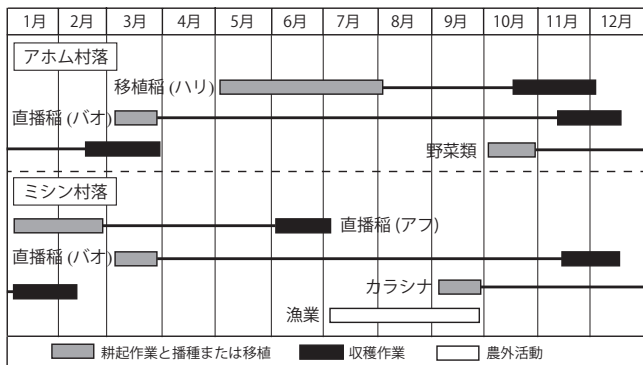 1月 2月 3月 4月 5月 6月 7月 8月 9月 10月 11月 12月
アホム村落
移植稲 (ハリ)
直播稲 (バオ)
野菜類
ミシン村落
直播稲 (アフ)
直播稲 (バオ)
カラシナ
漁業
耕起作業と播種または移植 収穫作業 農外活動